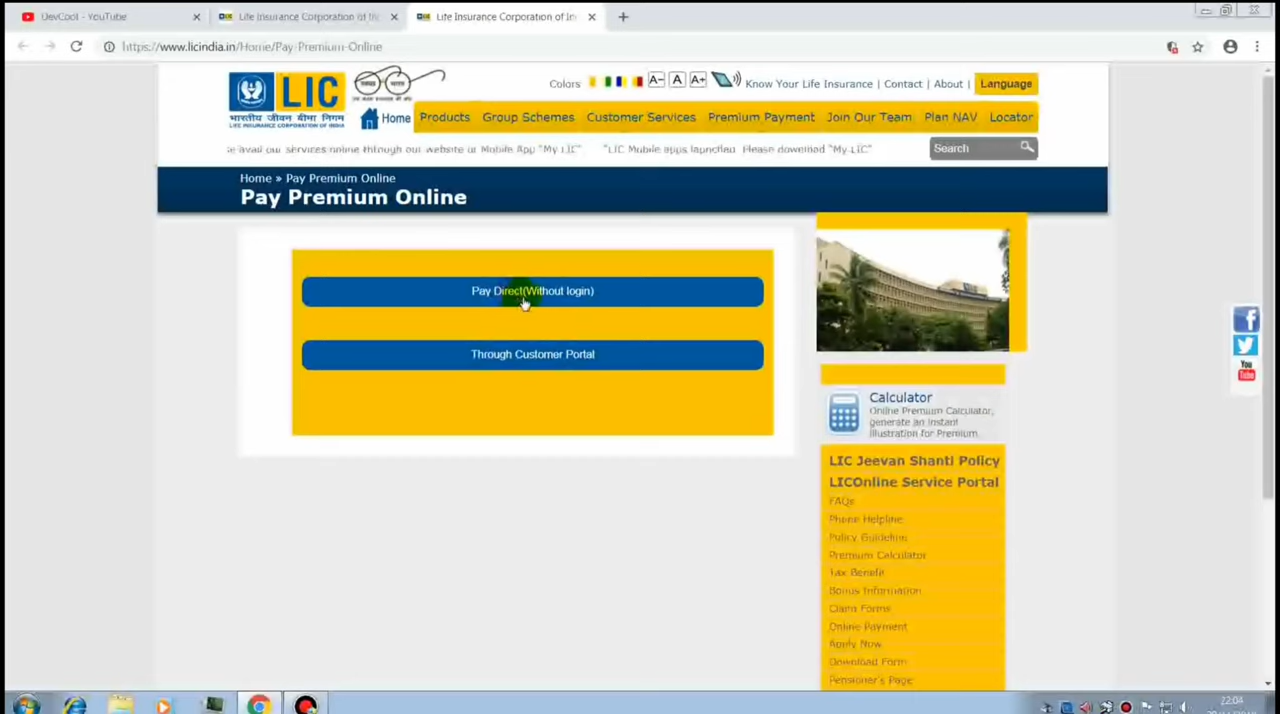 DevCool - YouTube
Life Insurance Corporation of In
Life Insurance Corporation of In
https://www.licindia.in/Home/Pay-Premium-Online
LIC
भारतीय जीवन बीमा निगम
LIFE INSURANCE CORPORATION OF INDIA
Colors A- A A+ Know Your Life Insurance | Contact | About | Language
Home Products Group Schemes Customer Services Premium Payment Join Our Team Plan NAV Locator
avail our services online through our website or Mobile App "My LIC" "LIC Mobile apps launched. Please download "My-LIC"
Search
Home » Pay Premium Online
Pay Premium Online
Pay Direct(Without login)
Through Customer Portal
Calculator
Online Premium Calculator,
generate an instant
illustration for Premium
LIC Jeevan Shanti Policy
LICOnline Service Portal
FAQs
Phone Helpline
Policy Guideline
Premium Calculator
Tax Benefit
Bonus Information
Claim Forms
Online Payment
Apply Now
Download Form
Pensioner's Page
You
Tube
22:04